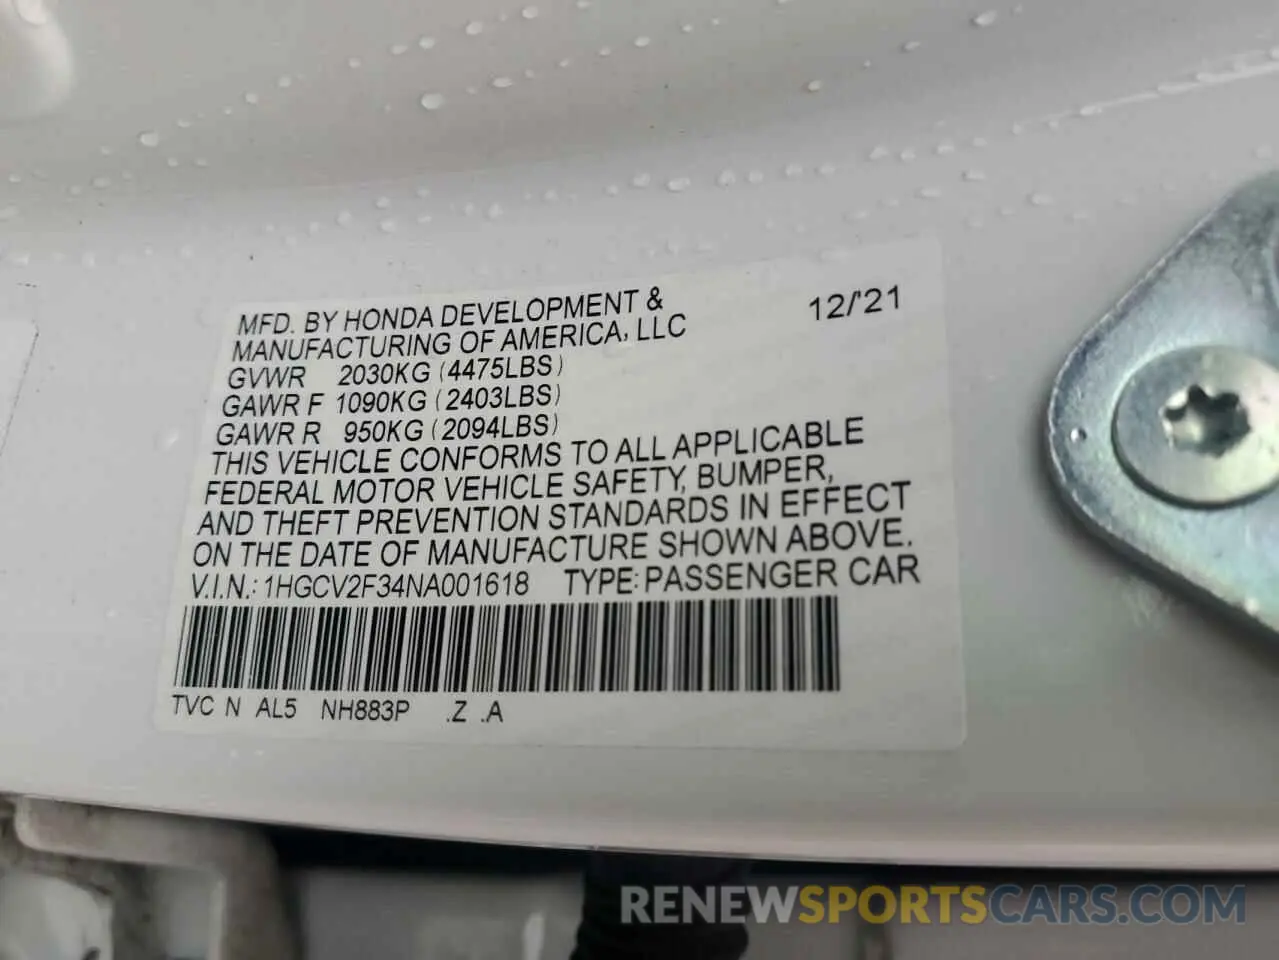 MFD. BY HONDA DEVELOPMENT & 12/'21
MANUFACTURING OF AMERICA, LLC
GVWR 2030KG (4475LBS)
GAWR F 1090KG (2403LBS)
GAWR R 950KG (2094LBS)
THIS VEHICLE CONFORMS TO ALL APPLICABLE
FEDERAL MOTOR VEHICLE SAFETY, BUMPER,
AND THEFT PREVENTION STANDARDS IN EFFECT
ON THE DATE OF MANUFACTURE SHOWN ABOVE.
V.I.N.: 1HGCV2F34NA001618 TYPE: PASSENGER CAR
TVC N AL5 NH883P .Z .A
RENEWSPORTSCARS.COM